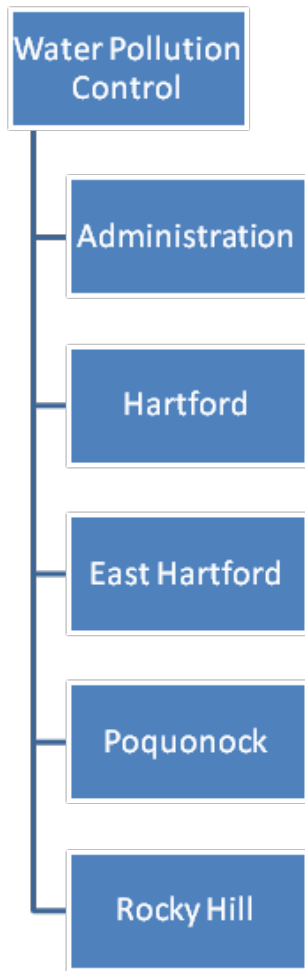 Water Pollution
Control
Administration
Hartford
East Hartford
Poquonock
Rocky Hill